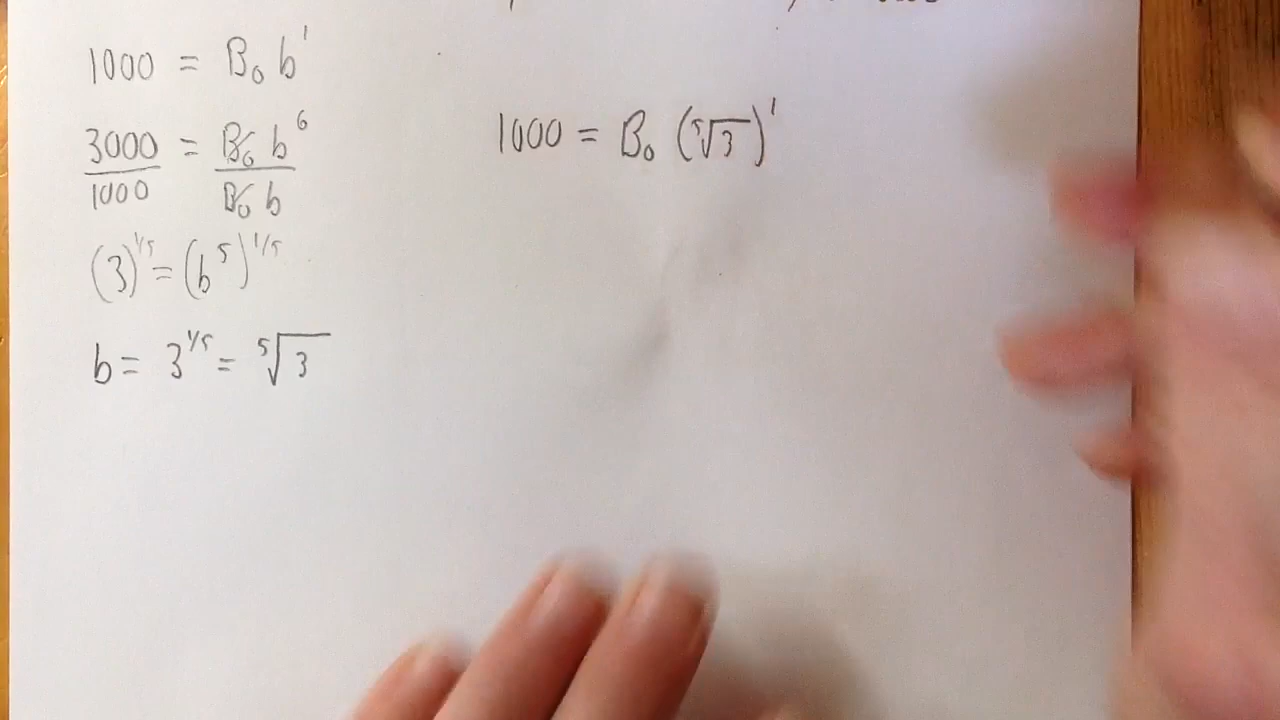 1000 = B₀ b¹
3000/1000 = B₀ b⁶/B₀ b
(3)^1/5 = (b⁵)^1/5
b = 3^1/5 = ⁵√3
1000 = B₀ (⁵√3)¹